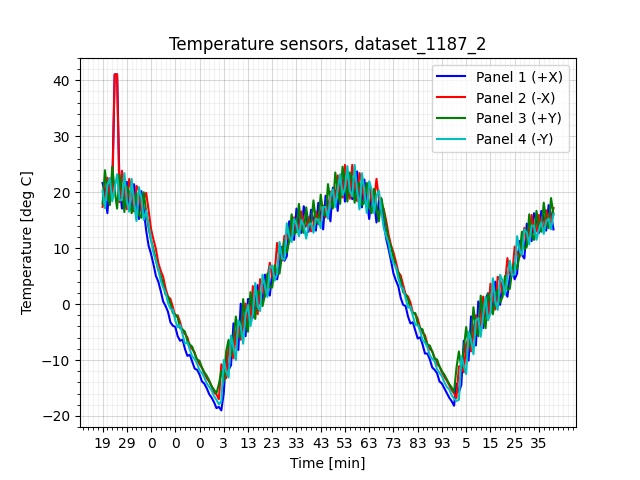 Temperature sensors, dataset_1187_2
Panel 1 (+X)
Panel 2 (-X)
Panel 3 (+Y)
Panel 4 (-Y)
40
30
20
10
0
−10
−20
Temperature [deg C]
19 29 0 0 0 3 13 23 33 43 53 63 73 83 93 5 15 25 35
Time [min]